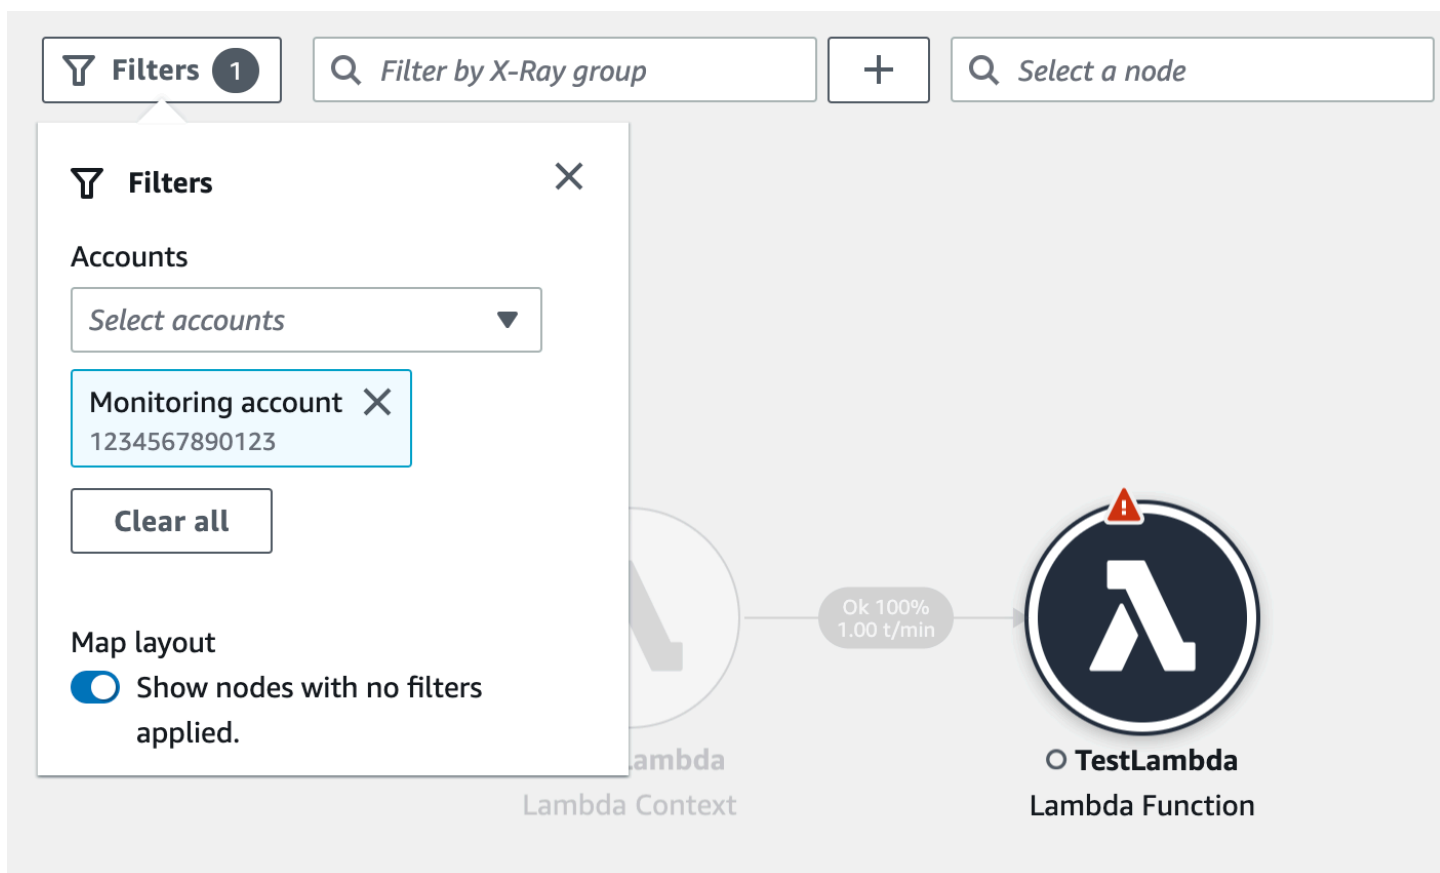 Filters 1
Filter by X-Ray group
Select a node
Filters
Accounts
Select accounts
Monitoring account
1234567890123
Clear all
Map layout
Show nodes with no filters
applied.
Ok 100%
1.00 t/min
TestLambda
Lambda Function
Lambda Context